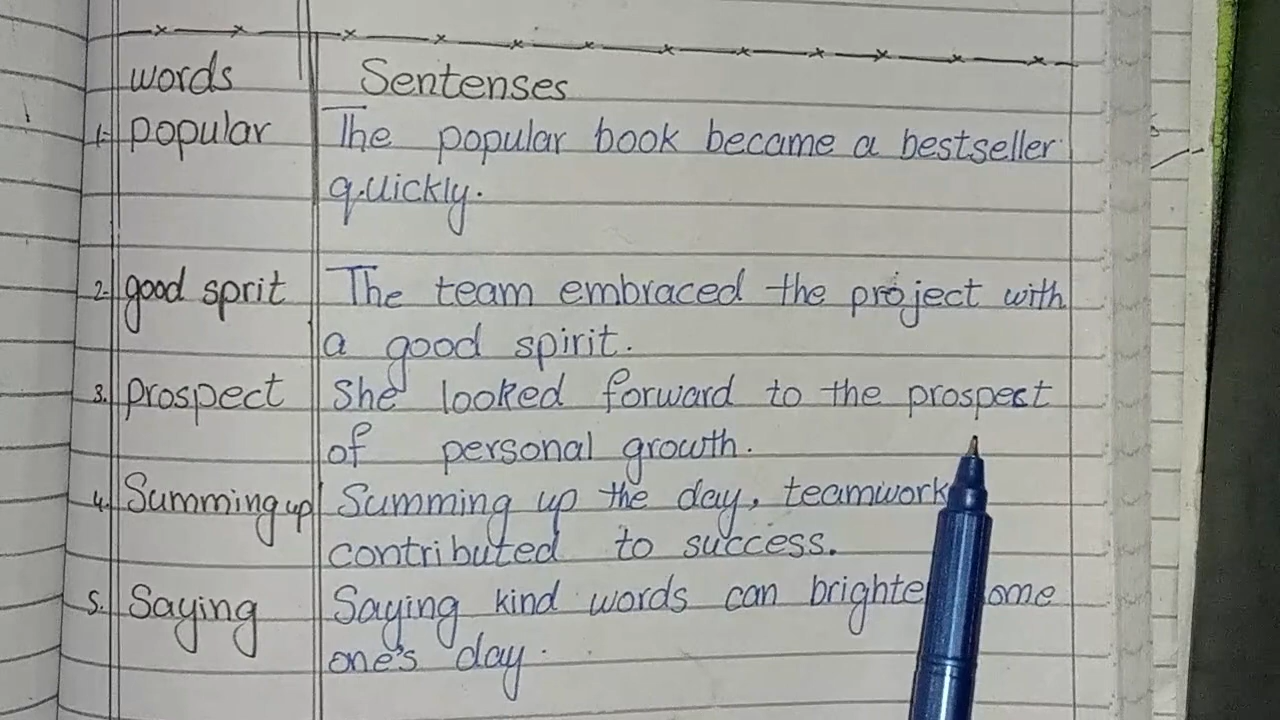 words Sentenses
1. popular The popular book became a bestseller
quickly.
2. good sprit The team embraced the project with
a good spirit.
3. prospect She looked forward to the prospect
of personal growth.
4. Summing up Summing up the day, teamwork
contributed to success.
5. Saying Saying kind words can
one's day.